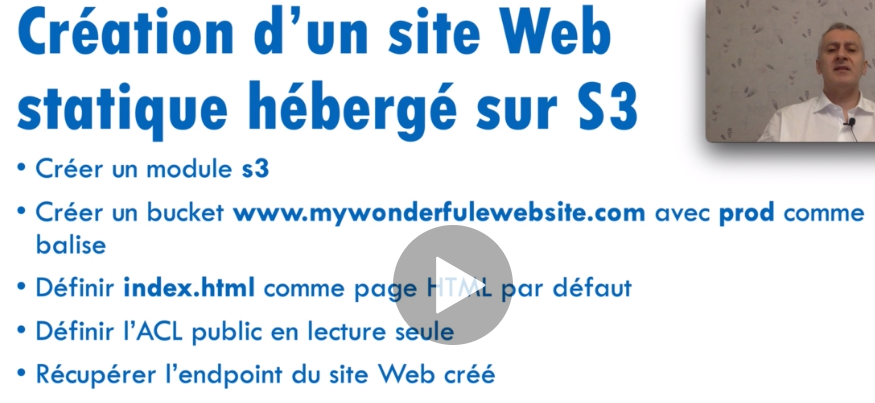 Création d'un site Web
statique hébergé sur S3
• Créer un module s3
• Créer un bucket www.mywonderfulewebsite.com avec prod comme
balise
• Définir index.html comme page HTML par défaut
• Définir l'ACL public en lecture seule
• Récupérer l'endpoint du site Web créé